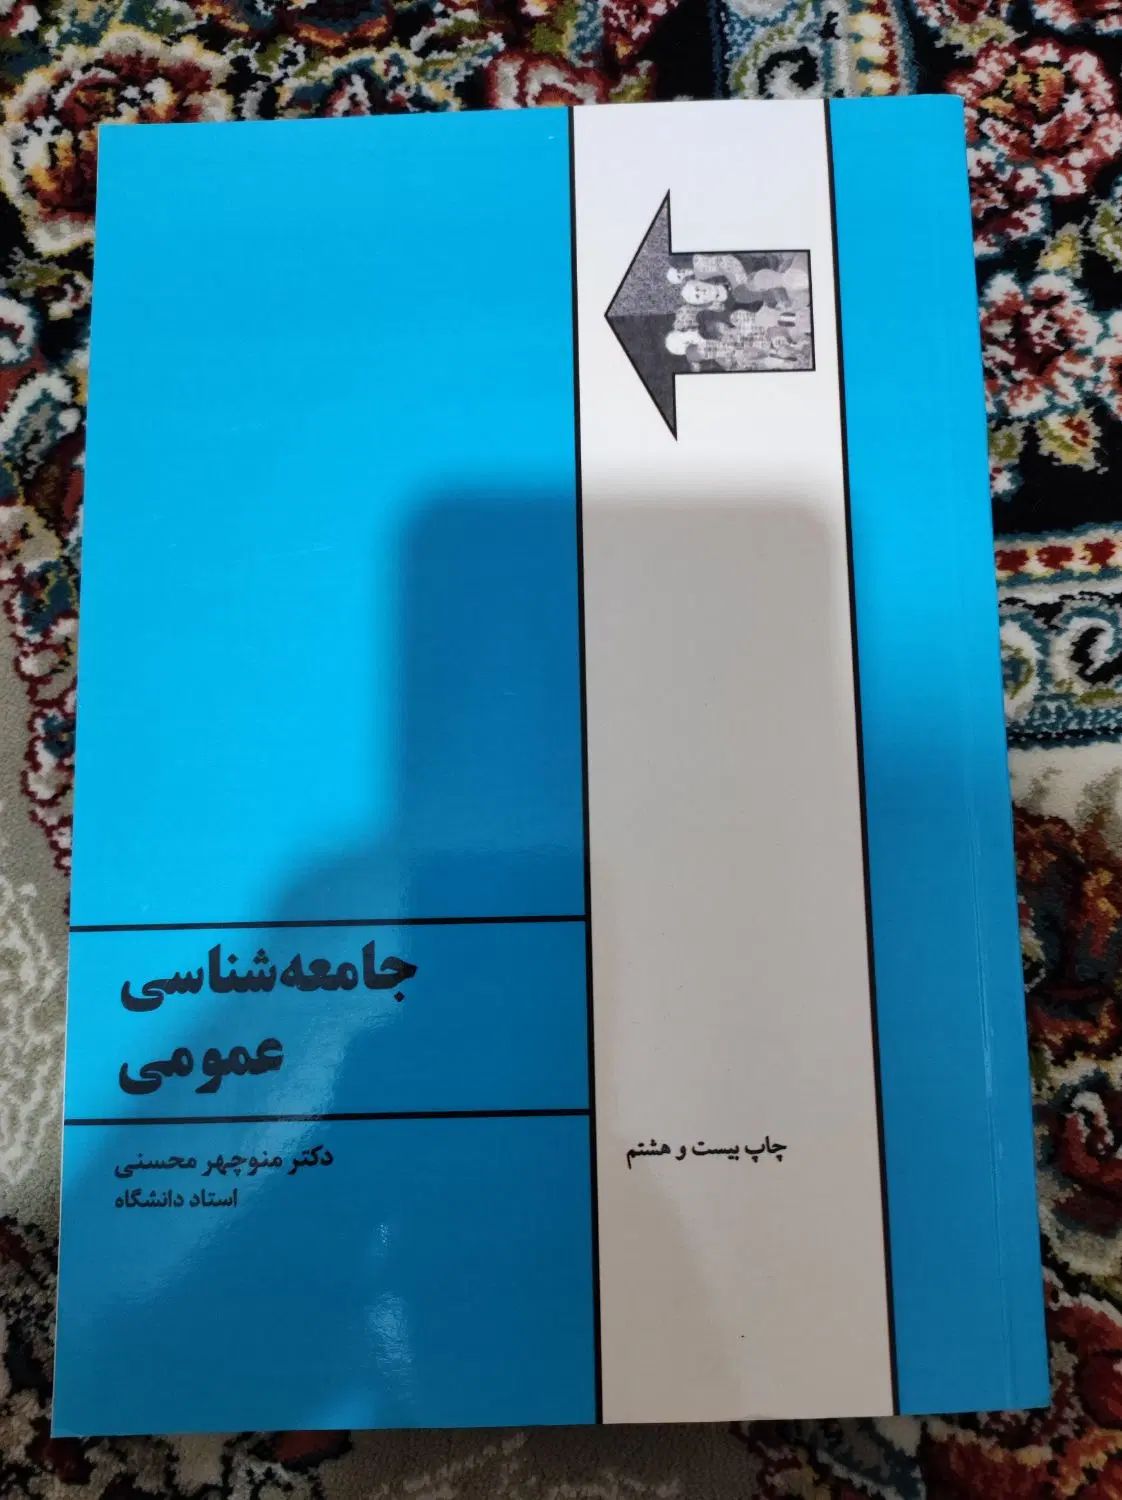 جامعه‌شناسی
عمومی
دکتر منوچهر محسنی
استاد دانشگاه
چاپ بیست و هشتم